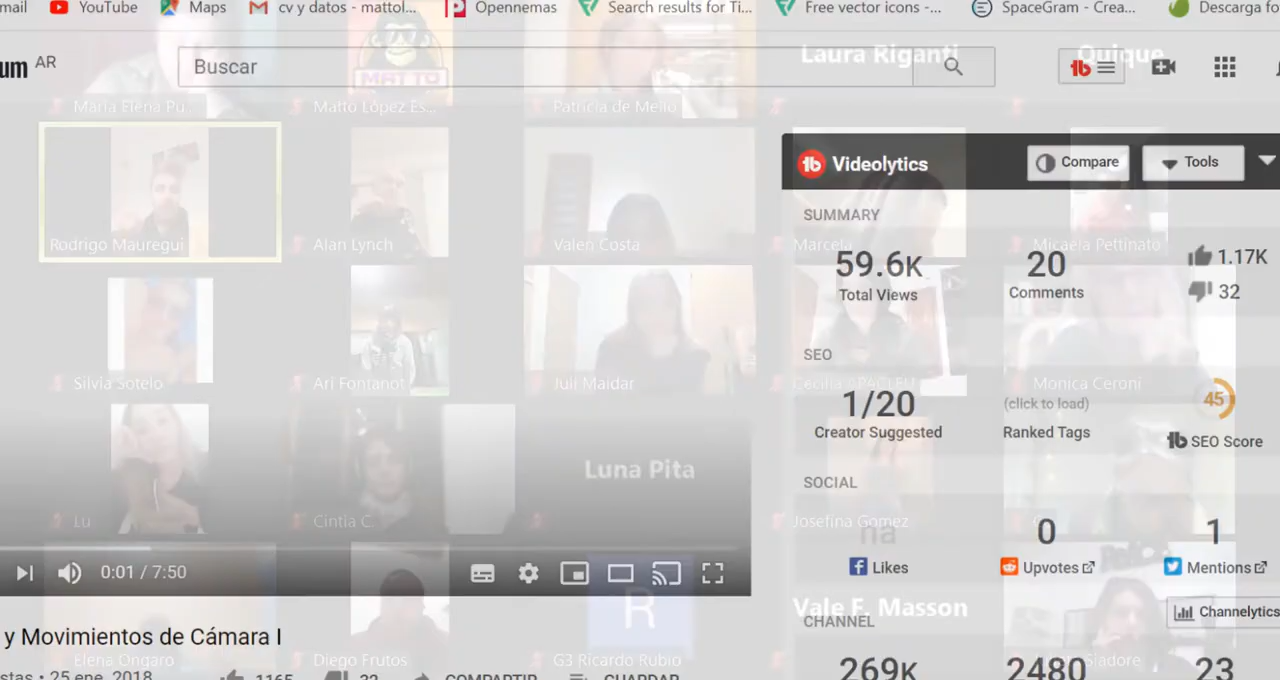 mail YouTube Maps cv y datos - mattol... Opennemas Search results for Ti... Free vector icons -... SpaceGram - Crea... Descarga fo
um AR Buscar
Laura Riganti Quique
MATTO
María Elena Pu... Matto López Es... Patricia de Mello
Videolytics Compare Tools
SUMMARY
Rodrigo Mauregui Alan Lynch Valen Costa Marcela Micaela Pettinato
59.6K 20 1.17K
Total Views Comments 32
SEO
Silvia Sotelo Ari Fontanot Juli Maidar Monica Ceroni
1/20 (click to load) 45
Creator Suggested Ranked Tags SEO Score
Luna Pita
SOCIAL
Lu Cintia C. Josefina Gomez
na 0 1
0:01 / 7:50 Likes Upvotes Mentions
R
Vale F. Masson
CHANNEL Channelytics
y Movimientos de Cámara I
Elena Ongaro Diego Frutos G3 Ricardo Rubio Siadore
stas • 25 ene. 2018 1165 32 COMPARTIR GUARDAR
269K 2480 23